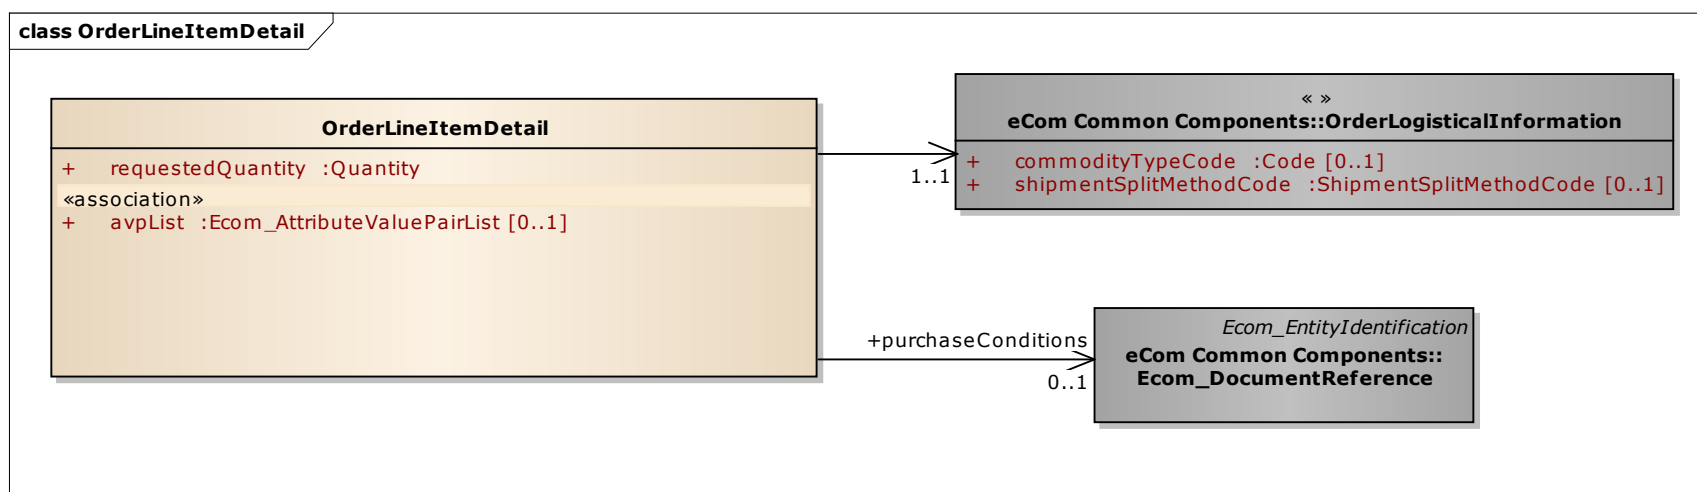 class OrderLineItemDetail
OrderLineItemDetail
+ requestedQuantity :Quantity
«association»
+ avpList :Ecom_AttributeValuePairList [0..1]
« »
eCom Common Components::OrderLogisticalInformation
+ commodityTypeCode :Code [0..1]
+ shipmentSplitMethodCode :ShipmentSplitMethodCode [0..1]
1..1
+purchaseConditions
0..1
Ecom_EntityIdentification
eCom Common Components::
Ecom_DocumentReference